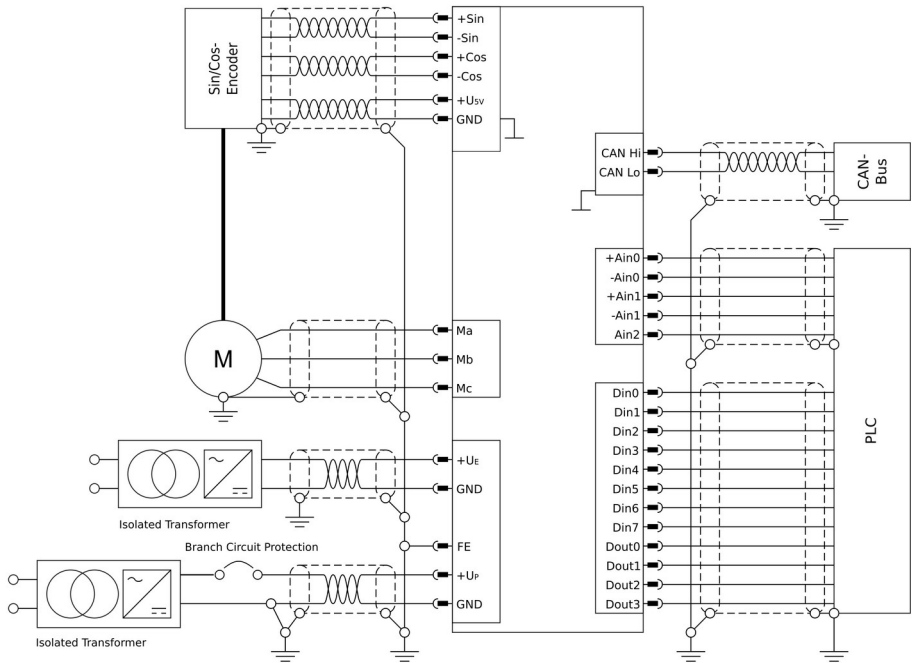 Sin/Cos-
Encoder
+Sin
-Sin
+Cos
-Cos
+U5V
GND
CAN Hi
CAN Lo
CAN-
Bus
+Ain0
-Ain0
+Ain1
-Ain1
Ain2
M
Ma
Mb
Mc
Din0
Din1
Din2
Din3
Din4
Din5
Din6
Din7
Dout0
Dout1
Dout2
Dout3
PLC
+UE
GND
Isolated Transformer
Branch Circuit Protection
FE
+UP
GND
Isolated Transformer